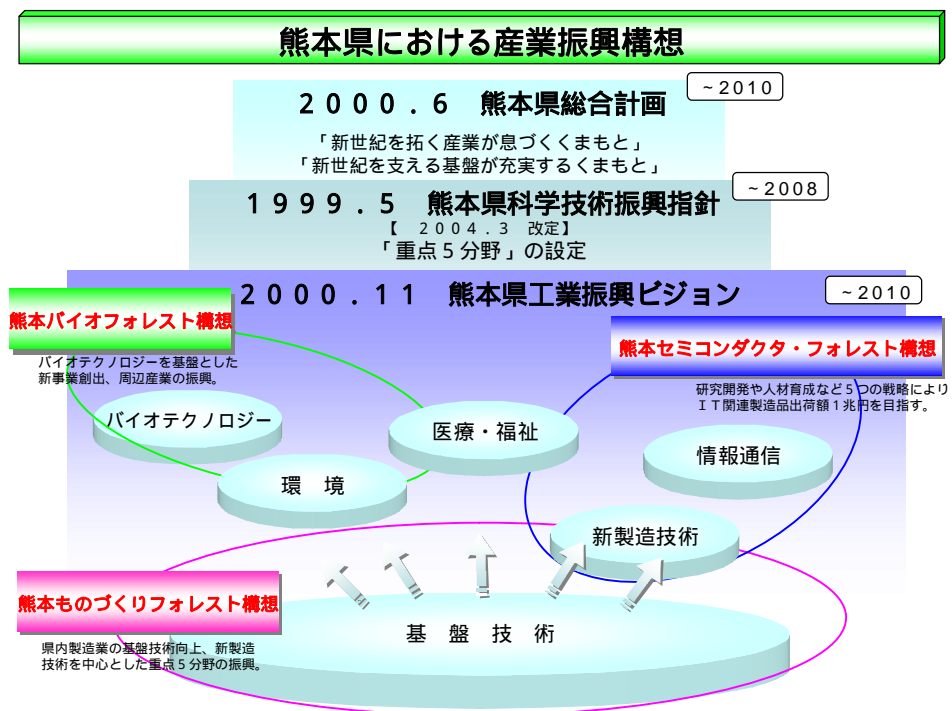 熊本県における産業振興構想
~2010
２０００．６　熊本県総合計画
「新世紀を拓く産業が息づくくまもと」
「新世紀を支える基盤が充実するくまもと」
~2008
１９９９．５　熊本県科学技術振興指針
【　２００４．３　改定】
「重点５分野」の設定
２０００．１１　熊本県工業振興ビジョン
~2010
熊本バイオフォレスト構想
バイオテクノロジーを基盤とした
新事業創出、周辺産業の振興。
熊本セミコンダクタ・フォレスト構想
研究開発や人材育成など５つの戦略により
ＩＴ関連製造品出荷額１兆円を目指す。
バイオテクノロジー
医療・福祉
情報通信
環　境
新製造技術
熊本ものづくりフォレスト構想
県内製造業の基盤技術向上、新製造
技術を中心とした重点５分野の振興。
基　盤　技　術